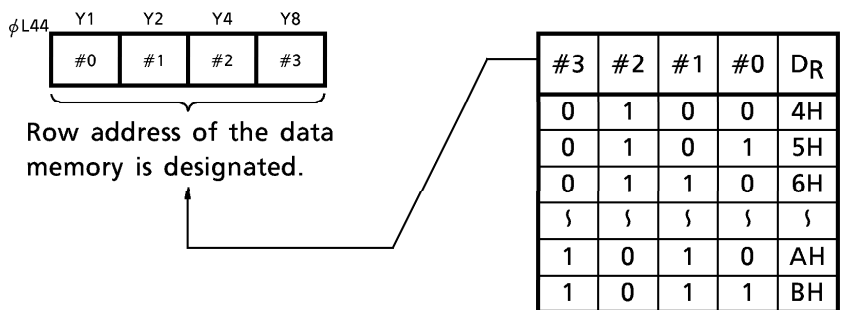 ϕL44 Y1 Y2 Y4 Y8
#0 #1 #2 #3
Row address of the data
memory is designated.
#3 #2 #1 #0 DR
0 1 0 0 4H
0 1 0 1 5H
0 1 1 0 6H
⌇ ⌇ ⌇ ⌇ ⌇
1 0 1 0 AH
1 0 1 1 BH